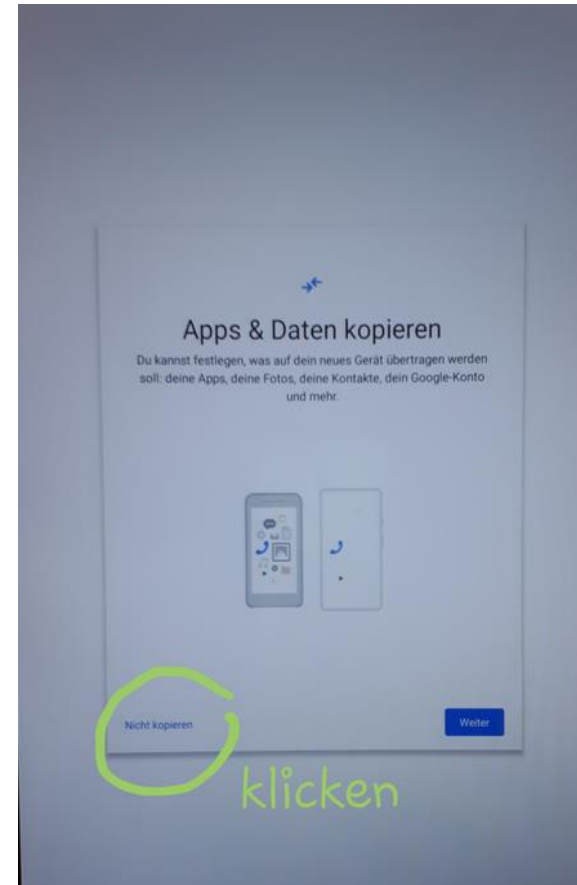 Apps & Daten kopieren
Du kannst festlegen, was auf dein neues Gerät übertragen werden
soll: deine Apps, deine Fotos, deine Kontakte, dein Google-Konto
und mehr.
Nicht kopieren
Weiter
klicken